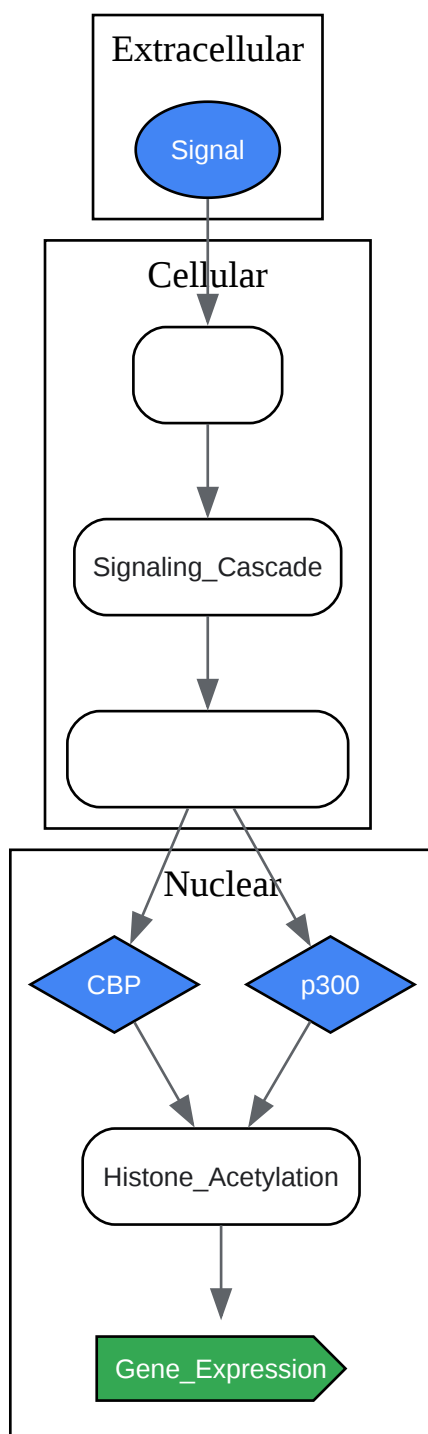 Extracellular
Signal
Cellular
Signaling_Cascade
Nuclear
CBP
p300
Histone_Acetylation
Gene_Expression